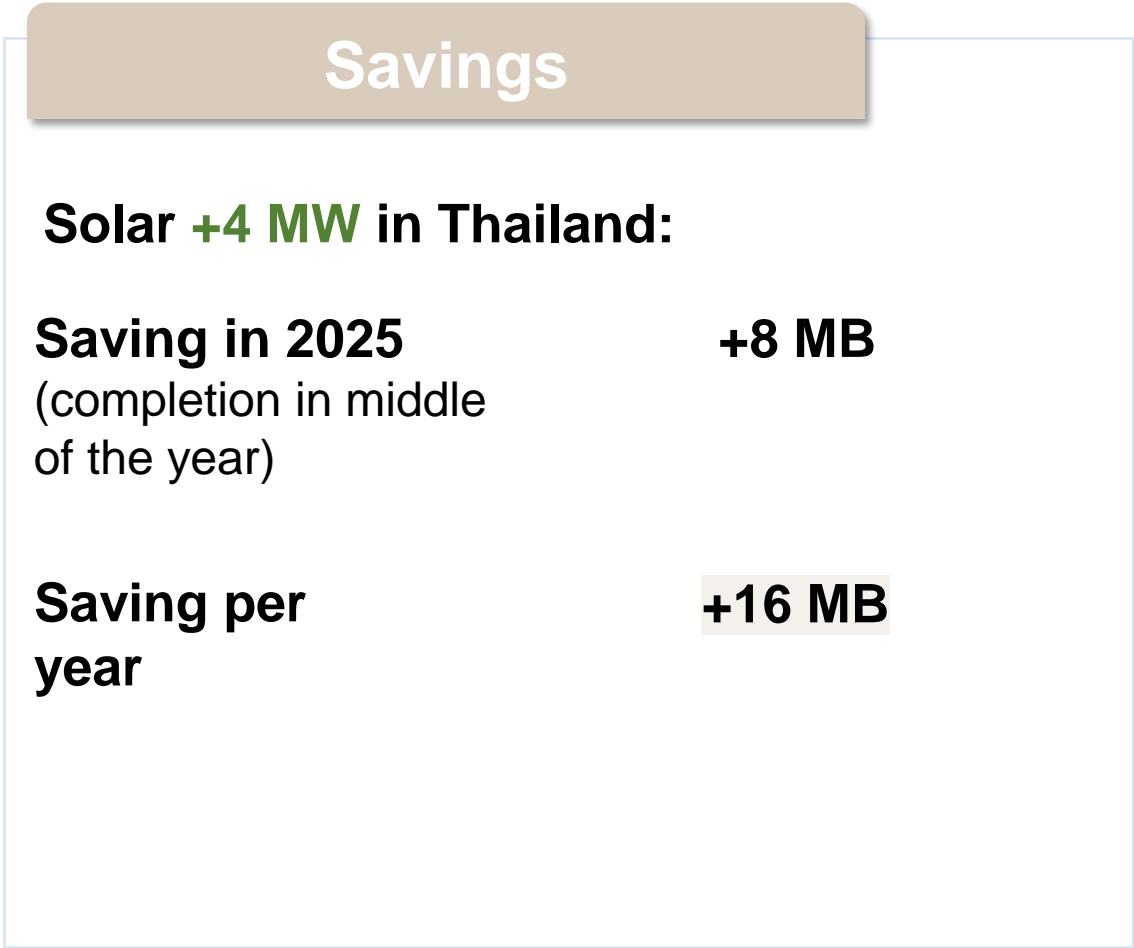 Savings
Solar +4 MW in Thailand:
Saving in 2025 +8 MB
(completion in middle
of the year)
Saving per +16 MB
year